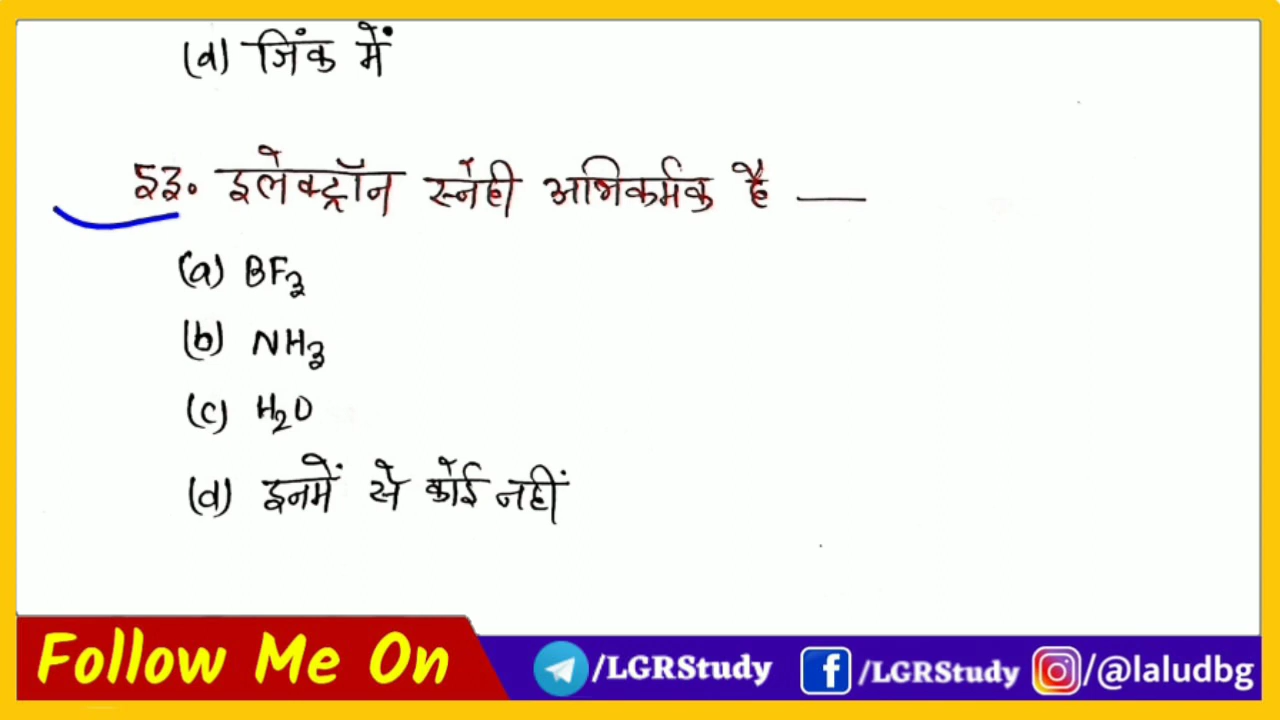 (d) जिंक में
53. इलेक्ट्रॉन स्नेही अभिकर्मक है —
(a) BF₃
(b) NH₃
(c) H₂O
(d) इनमें से कोई नहीं
Follow Me On /LGRStudy f /LGRStudy /@laludbg